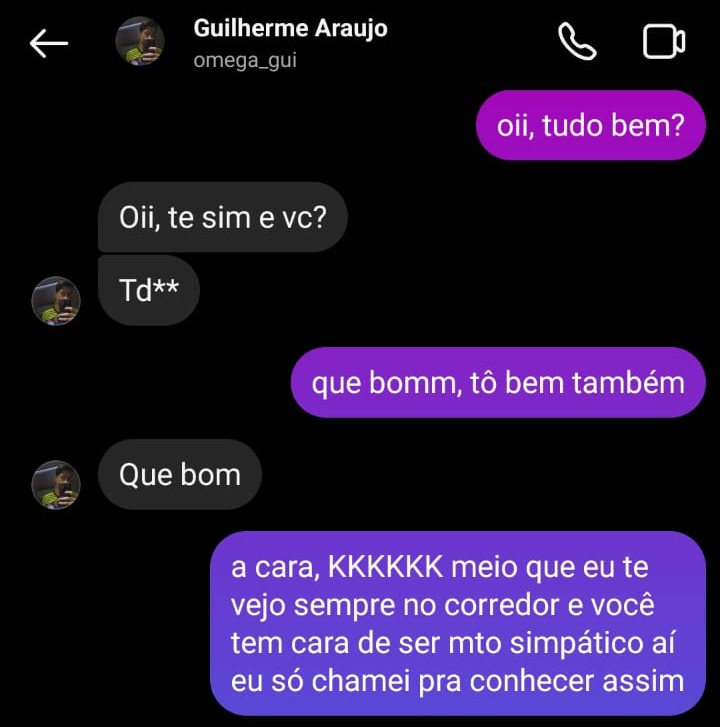 Guilherme Araujo
omega_gui
oii, tudo bem?
Oii, te sim e vc?
Td**
que bomm, tô bem também
Que bom
a cara, KKKKKK meio que eu te
vejo sempre no corredor e você
tem cara de ser mto simpático aí
eu só chamei pra conhecer assim